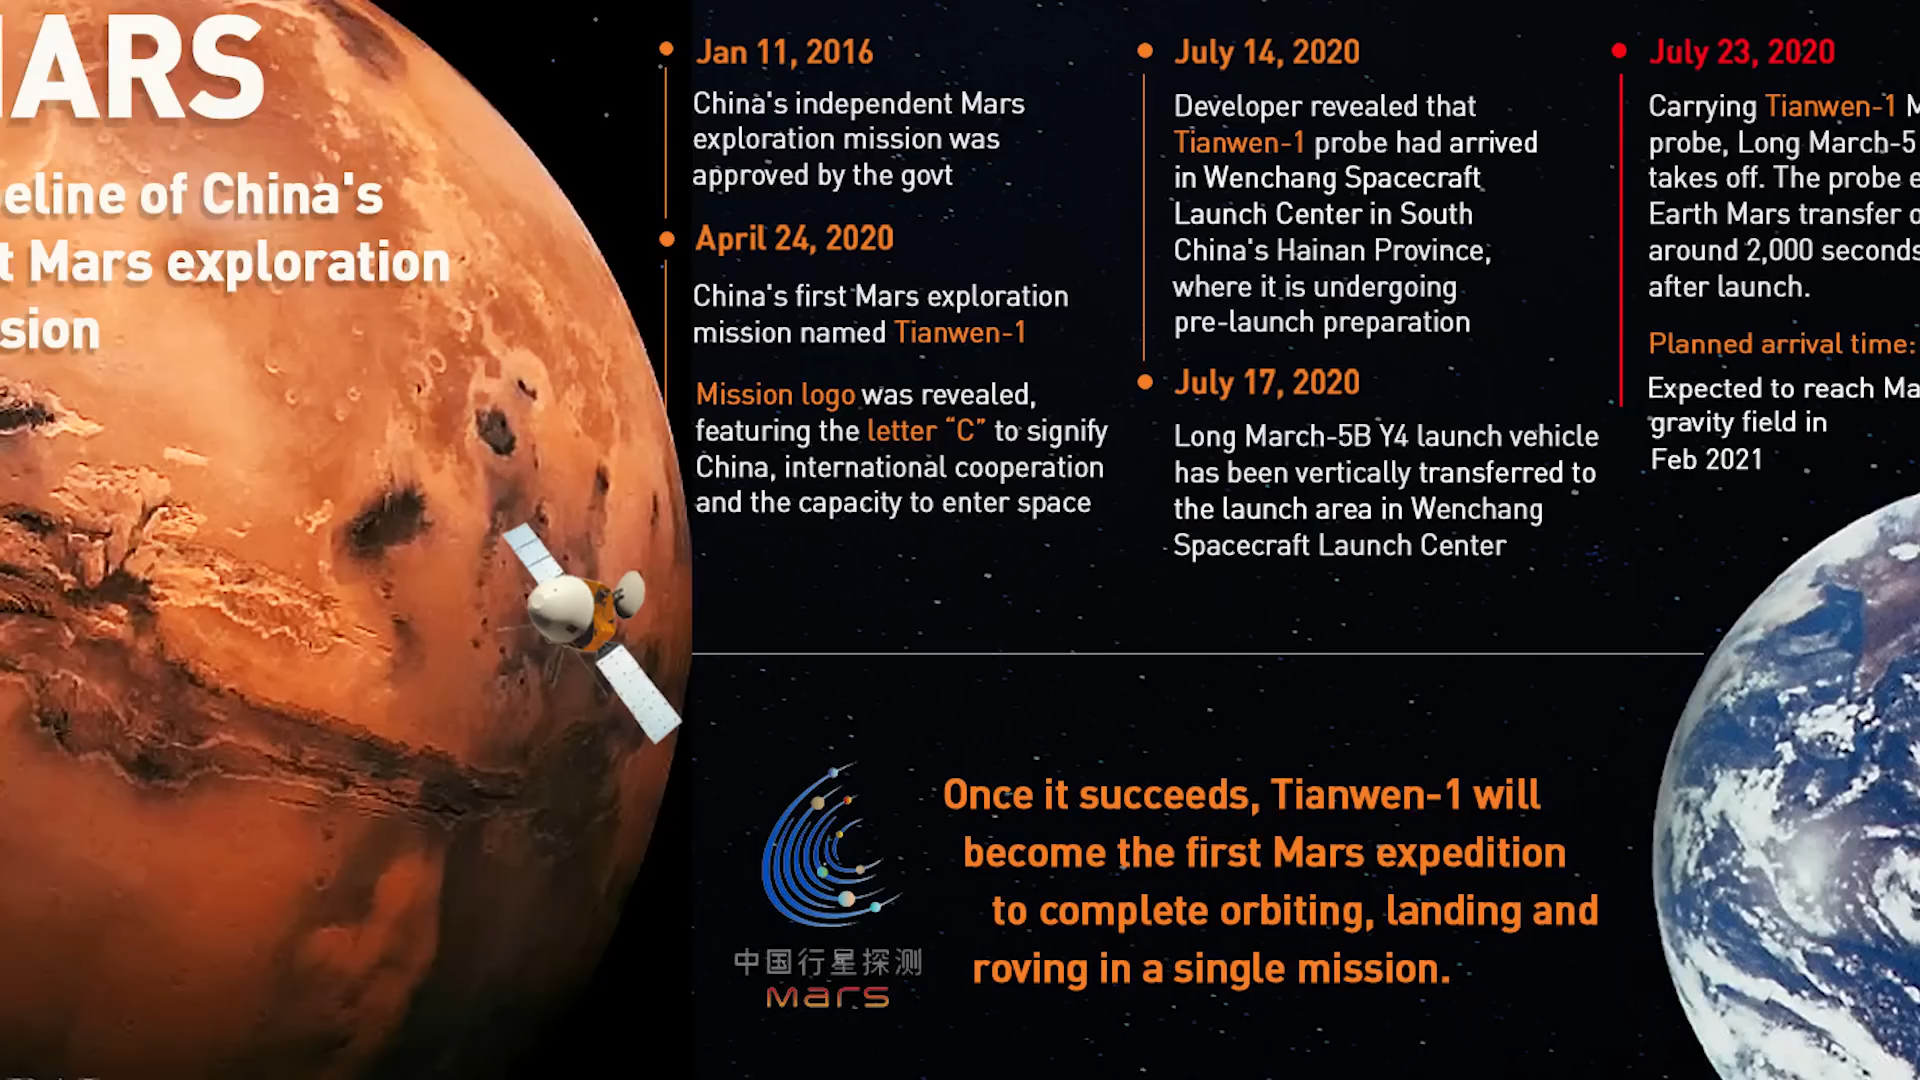 MARS
eline of China's
t Mars exploration
sion
Jan 11, 2016
China's independent Mars
exploration mission was
approved by the govt
April 24, 2020
China's first Mars exploration
mission named Tianwen-1
Mission logo was revealed,
featuring the letter “C” to signify
China, international cooperation
and the capacity to enter space
July 14, 2020
Developer revealed that
Tianwen-1 probe had arrived
in Wenchang Spacecraft
Launch Center in South
China's Hainan Province,
where it is undergoing
pre-launch preparation
July 17, 2020
Long March-5B Y4 launch vehicle
has been vertically transferred to
the launch area in Wenchang
Spacecraft Launch Center
July 23, 2020
Carrying Tianwen-1 M
probe, Long March-5
takes off. The probe e
Earth Mars transfer o
around 2,000 seconds
after launch.
Planned arrival time:
Expected to reach Ma
gravity field in
Feb 2021
中国行星探测
Mars
Once it succeeds, Tianwen-1 will
become the first Mars expedition
to complete orbiting, landing and
roving in a single mission.